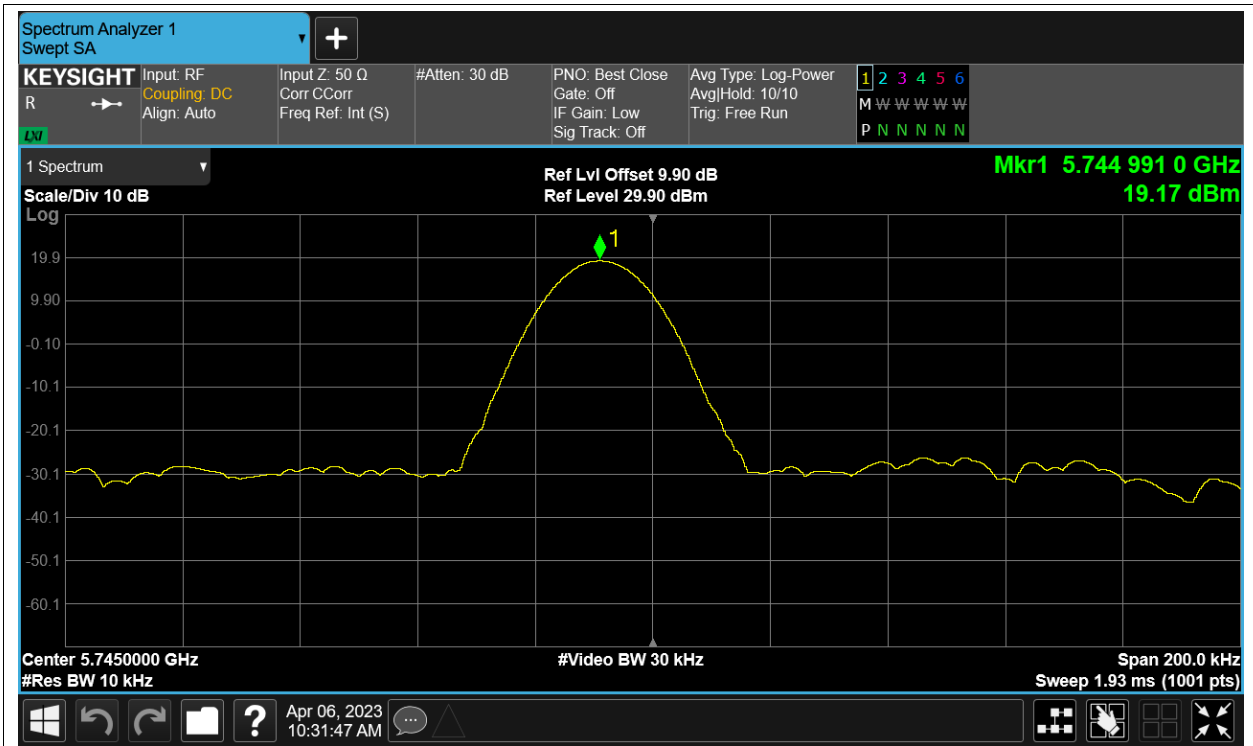 Spectrum Analyzer 1
Swept SA
KEYSIGHT
R
LXI
Input: RF
Coupling: DC
Align: Auto
Input Z: 50 Ω
Corr CCorr
Freq Ref: Int (S)
#Atten: 30 dB
PNO: Best Close
Gate: Off
IF Gain: Low
Sig Track: Off
Avg Type: Log-Power
Avg|Hold: 10/10
Trig: Free Run
1 2 3 4 5 6
M W W W W W
P N N N N N
1 Spectrum
Scale/Div 10 dB
Ref Lvl Offset 9.90 dB
Ref Level 29.90 dBm
Mkr1 5.744 991 0 GHz
19.17 dBm
Log
1
19.9
9.90
-0.10
-10.1
-20.1
-30.1
-40.1
-50.1
-60.1
Center 5.7450000 GHz
#Video BW 30 kHz
Span 200.0 kHz
#Res BW 10 kHz
Sweep 1.93 ms (1001 pts)
?
Apr 06, 2023
10:31:47 AM